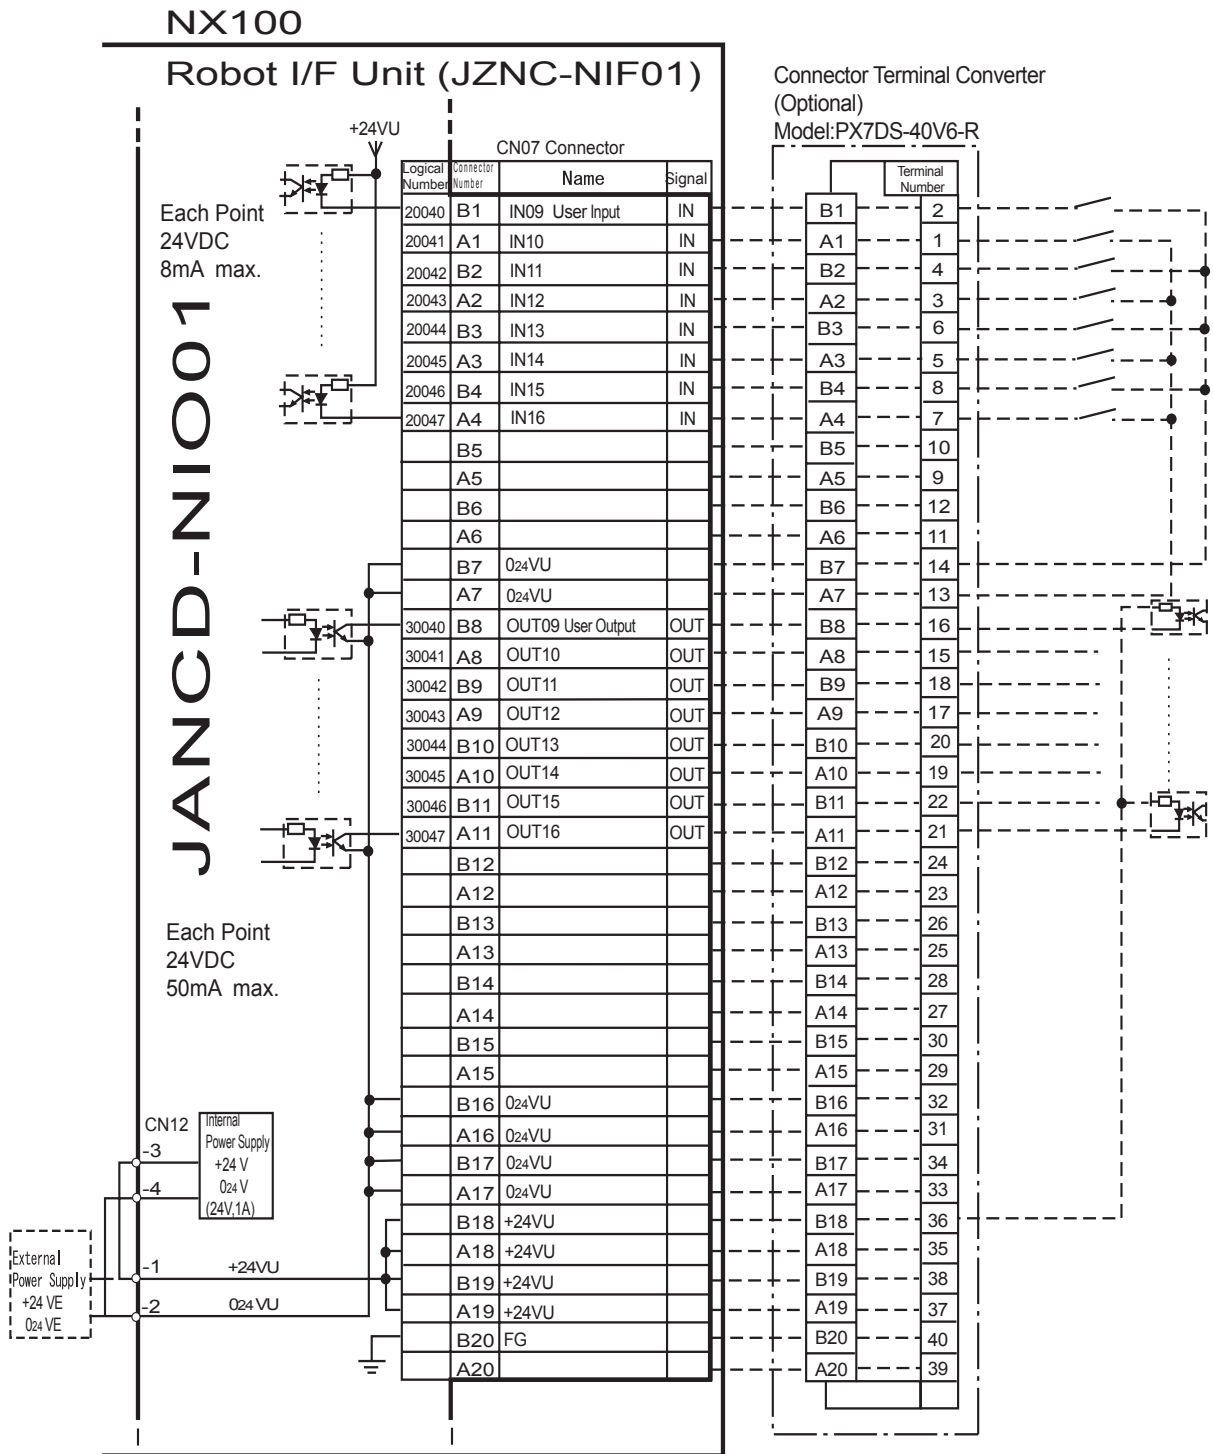 NX100
Robot I/F Unit (JZNC-NIF01)
Connector Terminal Converter
(Optional)
Model:PX7DS-40V6-R
+24VU
CN07 Connector
Logical Number Connector Number Name Signal
Terminal Number
Each Point
24VDC
8mA max.
JANCD-NIO01
20040 B1 IN09 User Input IN B1 2
20041 A1 IN10 IN A1 1
20042 B2 IN11 IN B2 4
20043 A2 IN12 IN A2 3
20044 B3 IN13 IN B3 6
20045 A3 IN14 IN A3 5
20046 B4 IN15 IN B4 8
20047 A4 IN16 IN A4 7
B5 B5 10
A5 A5 9
B6 B6 12
A6 A6 11
B7 024VU B7 14
A7 024VU A7 13
30040 B8 OUT09 User Output OUT B8 16
30041 A8 OUT10 OUT A8 15
30042 B9 OUT11 OUT B9 18
30043 A9 OUT12 OUT A9 17
30044 B10 OUT13 OUT B10 20
30045 A10 OUT14 OUT A10 19
30046 B11 OUT15 OUT B11 22
30047 A11 OUT16 OUT A11 21
B12 B12 24
A12 A12 23
B13 B13 26
A13 A13 25
B14 B14 28
A14 A14 27
B15 B15 30
A15 A15 29
B16 024VU B16 32
A16 024VU A16 31
B17 024VU B17 34
A17 024VU A17 33
B18 +24VU B18 36
A18 +24VU A18 35
B19 +24VU B19 38
A19 +24VU A19 37
B20 FG B20 40
A20 A20 39
Each Point
24VDC
50mA max.
CN12
-3
-4
-1
-2
Internal
Power Supply
+24 V
024 V
(24V,1A)
External
Power Supply
+24 VE
024 VE
+24VU
024 VU